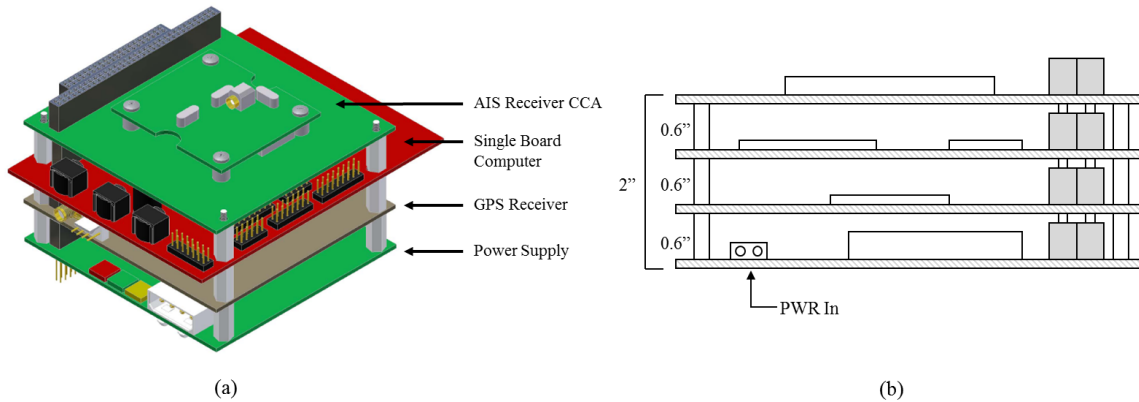 AIS Receiver CCA
Single Board
Computer
GPS Receiver
Power Supply
(a)
0.6”
0.6”
2”
0.6”
PWR In
(b)